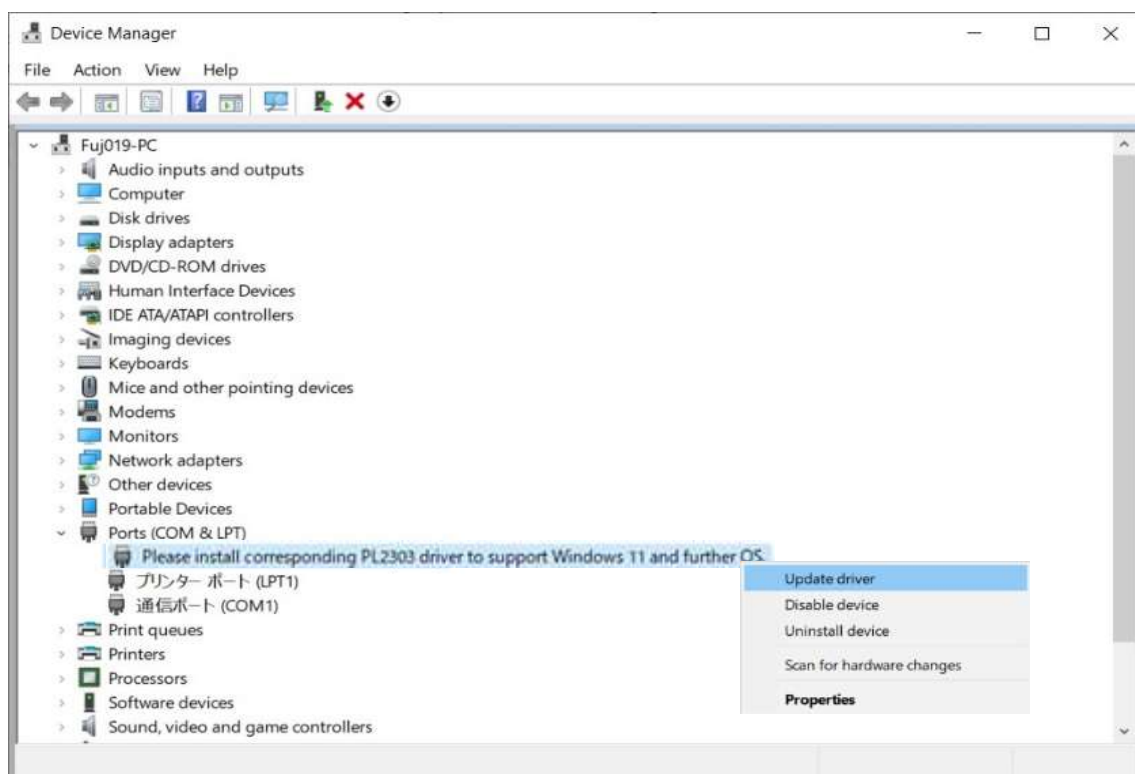 Device Manager
File Action View Help
Fuj019-PC
Audio inputs and outputs
Computer
Disk drives
Display adapters
DVD/CD-ROM drives
Human Interface Devices
IDE ATA/ATAPI controllers
Imaging devices
Keyboards
Mice and other pointing devices
Modems
Monitors
Network adapters
Other devices
Portable Devices
Ports (COM & LPT)
Please install corresponding PL2303 driver to support Windows 11 and further OS.
プリンター ポート (LPT1)
通信ポート (COM1)
Print queues
Printers
Processors
Software devices
Sound, video and game controllers
Update driver
Disable device
Uninstall device
Scan for hardware changes
Properties